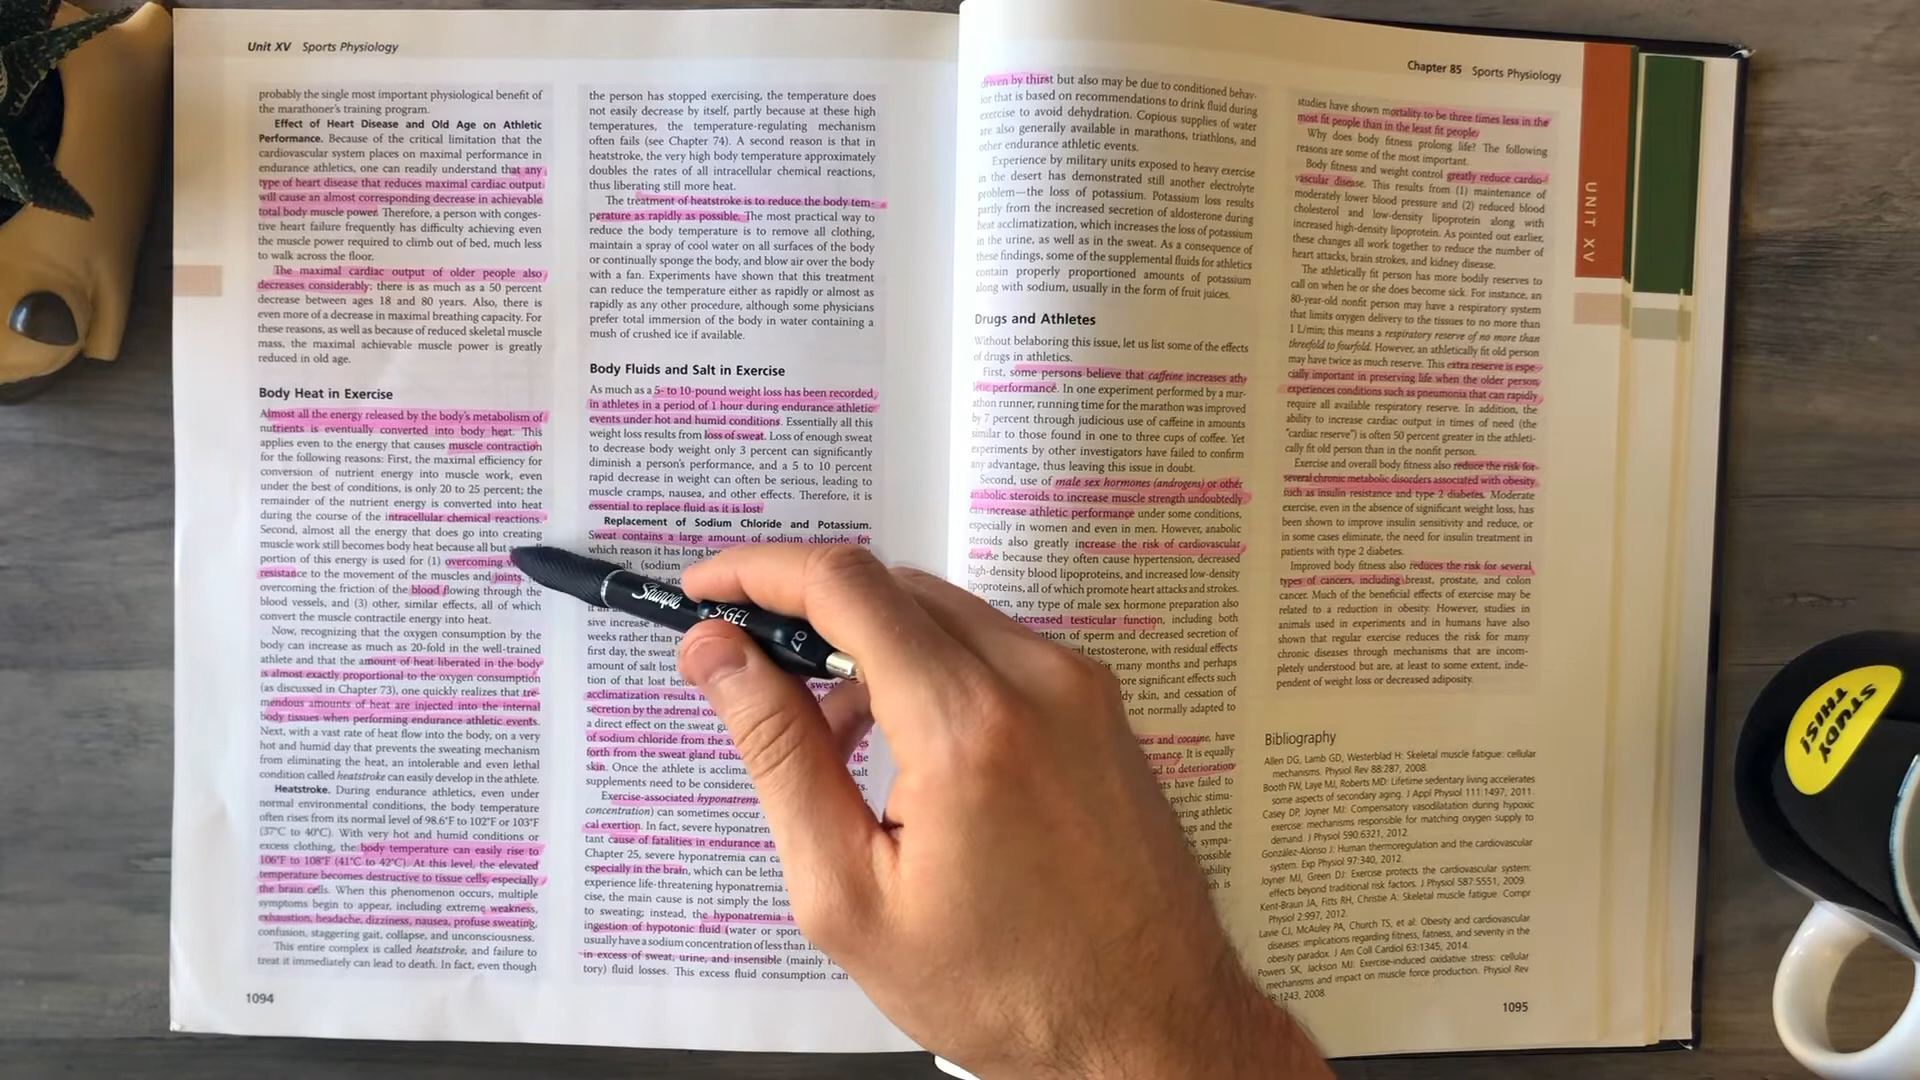 Unit XV Sports Physiology
probably the single most important physiological benefit of
the marathoner's training program.
Effect of Heart Disease and Old Age on Athletic
Performance. Because of the critical limitation that the
cardiovascular system places on maximal performance in
endurance athletics, one can readily understand that any
type of heart disease that reduces maximal cardiac output
will cause an almost corresponding decrease in achievable
total body muscle power. Therefore, a person with conges-
tive heart failure frequently has difficulty achieving even
the muscle power required to climb out of bed, much less
to walk across the floor.
The maximal cardiac output of older people also
decreases considerably; there is as much as a 50 percent
decrease between ages 18 and 80 years. Also, there is
even more of a decrease in maximal breathing capacity. For
these reasons, as well as because of reduced skeletal muscle
mass, the maximal achievable muscle power is greatly
reduced in old age.
Body Heat in Exercise
Almost all the energy released by the body's metabolism of
nutrients is eventually converted into body heat. This
applies even to the energy that causes muscle contraction
for the following reasons: First, the maximal efficiency for
conversion of nutrient energy into muscle work, even
under the best of conditions, is only 20 to 25 percent; the
remainder of the nutrient energy is converted into heat
during the course of the intracellular chemical reactions.
Second, almost all the energy that does go into creating
muscle work still becomes body heat because all but a
portion of this energy is used for (1) overcoming
resistance to the movement of the muscles and joints,
overcoming the friction of the blood flowing through the
blood vessels, and (3) other, similar effects, all of which
convert the muscle contractile energy into heat.
Now, recognizing that the oxygen consumption by the
body can increase as much as 20-fold in the well-trained
athlete and that the amount of heat liberated in the body
is almost exactly proportional to the oxygen consumption
(as discussed in Chapter 73), one quickly realizes that tre-
mendous amounts of heat are injected into the internal
body tissues when performing endurance athletic events.
Next, with a vast rate of heat flow into the body, on a very
hot and humid day that prevents the sweating mechanism
from eliminating the heat, an intolerable and even lethal
condition called heatstroke can easily develop in the athlete.
Heatstroke. During endurance athletics, even under
normal environmental conditions, the body temperature
often rises from its normal level of 98.6°F to 102°F or 103°F
(37°C to 40°C). With very hot and humid conditions or
excess clothing, the body temperature can easily rise to
106°F to 108°F (41°C to 42°C). At this level, the elevated
temperature becomes destructive to tissue cells, especially
the brain cells. When this phenomenon occurs, multiple
symptoms begin to appear, including extreme weakness,
exhaustion, headache, dizziness, nausea, profuse sweating,
confusion, staggering gait, collapse, and unconsciousness.
This entire complex is called heatstroke, and failure to
treat it immediately can lead to death. In fact, even though
1094
the person has stopped exercising, the temperature does
not easily decrease by itself, partly because at these high
temperatures, the temperature-regulating mechanism
often fails (see Chapter 74). A second reason is that in
heatstroke, the very high body temperature approximately
doubles the rates of all intracellular chemical reactions,
thus liberating still more heat.
The treatment of heatstroke is to reduce the body tem-
perature as rapidly as possible. The most practical way to
reduce the body temperature is to remove all clothing,
maintain a spray of cool water on all surfaces of the body
or continually sponge the body, and blow air over the body
with a fan. Experiments have shown that this treatment
can reduce the temperature either as rapidly or almost as
rapidly as any other procedure, although some physicians
prefer total immersion of the body in water containing a
mush of crushed ice if available.
Body Fluids and Salt in Exercise
As much as a 5- to 10-pound weight loss has been recorded
in athletes in a period of 1 hour during endurance athletic
events under hot and humid conditions. Essentially all this
weight loss results from loss of sweat. Loss of enough sweat
to decrease body weight only 3 percent can significantly
diminish a person's performance, and a 5 to 10 percent
rapid decrease in weight can often be serious, leading to
muscle cramps, nausea, and other effects. Therefore, it is
essential to replace fluid as it is lost.
Replacement of Sodium Chloride and Potassium.
Sweat contains a large amount of sodium chloride, for
which reason it has long
salt (sodium
sive increase
weeks rather than
first day, the sweat
amount of salt lost
tion of that lost sweat
acclimatization results
secretion by the adrenal
a direct effect on the sweat
of sodium chloride from the
forth from the sweat gland the
skin. Once the athlete is salt
supplements need to be
Exercise-associated
concentration) can sometimes occur
cal exertion. In fact, severe
tant cause of fatalities in endurance
Chapter 25, severe hyponatremia can
especially in the brain, which can be
experience life-threatening hyponatremia
cise, the main cause is not simply the
to sweating; instead, the hyponatremia
ingestion of hypotonic fluid (water or
usually have a sodium concentration of less than
in excess of sweat, urine, and insensible (mainly
tory) fluid losses. This excess fluid consumption can
Sharpie S·GEL 07
Chapter 85 Sports Physiology
driven by thirst but also may be due to conditioned behav-
ior that is based on recommendations to drink fluid during
exercise to avoid dehydration. Copious supplies of water
are also generally available in marathons, triathlons, and
other endurance athletic events.
Experience by military units exposed to heavy exercise
in the desert has demonstrated still another electrolyte
problem—the loss of potassium. Potassium loss results
partly from the increased secretion of aldosterone during
heat acclimatization, which increases the loss of potassium
in the urine, as well as in the sweat. As a consequence of
these findings, some of the supplemental fluids for athletics
contain properly proportioned amounts of potassium
along with sodium, usually in the form of fruit juices.
Drugs and Athletes
Without belaboring this issue, let us list some of the effects
of drugs in athletics.
First, some persons believe that caffeine increases ath-
letic performance. In one experiment performed by a mar-
athon runner, running time for the marathon was improved
by 7 percent through judicious use of caffeine in amounts
similar to those found in one to three cups of coffee. Yet
experiments by other investigators have failed to confirm
any advantage, thus leaving this issue in doubt.
Second, use of male sex hormones (androgens) or other
anabolic steroids to increase muscle strength undoubtedly
can increase athletic performance under some conditions,
especially in women and even in men. However, anabolic
steroids also greatly increase the risk of cardiovascular
disease because they often cause hypertension, decreased
high-density blood lipoproteins, and increased low-density
lipoproteins, all of which promote heart attacks and strokes.
men, any type of male sex hormone preparation also
decreased testicular function, including both
of sperm and decreased secretion of
testosterone, with residual effects
for many months and perhaps
more significant effects such
skin, and cessation of
not normally adapted to
and cocaine, have
It is equally
to deterioration
have failed to
psychic stimu-
during athletic
and the
sympa-
possible
is
studies have shown mortality to be three times less in the
most fit people than in the least fit people.
Why does body fitness prolong life? The following
reasons are some of the most important.
Body fitness and weight control greatly reduce cardio-
vascular disease. This results from (1) maintenance of
moderately lower blood pressure and (2) reduced blood
cholesterol and low-density lipoprotein along with
increased high-density lipoprotein. As pointed out earlier,
these changes all work together to reduce the number of
heart attacks, brain strokes, and kidney disease.
The athletically fit person has more bodily reserves to
call on when he or she does become sick. For instance, an
80-year-old nonfit person may have a respiratory system
that limits oxygen delivery to the tissues to no more than
1 L/min; this means a respiratory reserve of no more than
threefold to fourfold. However, an athletically fit old person
may have twice as much reserve. This extra reserve is espe-
cially important in preserving life when the older person
experiences conditions such as pneumonia that can rapidly
require all available respiratory reserve. In addition, the
ability to increase cardiac output in times of need (the
"cardiac reserve") is often 50 percent greater in the athleti-
cally fit old person than in the nonfit person.
Exercise and overall body fitness also reduce the risk for
several chronic metabolic disorders associated with obesity
such as insulin resistance and type 2 diabetes. Moderate
exercise, even in the absence of significant weight loss, has
been shown to improve insulin sensitivity and reduce, or
in some cases eliminate, the need for insulin treatment in
patients with type 2 diabetes.
Improved body fitness also reduces the risk for several
types of cancers, including breast, prostate, and colon
cancer. Much of the beneficial effects of exercise may be
related to a reduction in obesity. However, studies in
animals used in experiments and in humans have also
shown that regular exercise reduces the risk for many
chronic diseases through mechanisms that are incom-
pletely understood but are, at least to some extent, inde-
pendent of weight loss or decreased adiposity.
Bibliography
Allen DG, Lamb GD, Westerblad H: Skeletal muscle fatigue: cellular
mechanisms. Physiol Rev 88:287, 2008.
Booth FW, Laye MJ, Roberts MD: Lifetime sedentary living accelerates
some aspects of secondary aging. J Appl Physiol 111:1497, 2011.
Casey DP, Joyner MJ: Compensatory vasodilatation during hypoxic
exercise: mechanisms responsible for matching oxygen supply to
demand. J Physiol 590:6321, 2012.
González-Alonso J: Human thermoregulation and the cardiovascular
system. Exp Physiol 97:340, 2012.
Joyner MJ, Green DJ: Exercise protects the cardiovascular system:
effects beyond traditional risk factors. J Physiol 587:5551, 2009.
Kent-Braun JA, Fitts RH, Christie A: Skeletal muscle fatigue. Compr
Physiol 2:997, 2012.
Lavie CJ, McAuley PA, Church TS, et al: Obesity and cardiovascular
diseases: implications regarding fitness, fatness, and severity in the
obesity paradox. J Am Coll Cardiol 63:1345, 2014.
Powers SK, Jackson MJ: Exercise-induced oxidative stress: cellular
mechanisms and impact on muscle force production. Physiol Rev
88:1243, 2008.
1095
UNIT XV
STUDY
THIS!